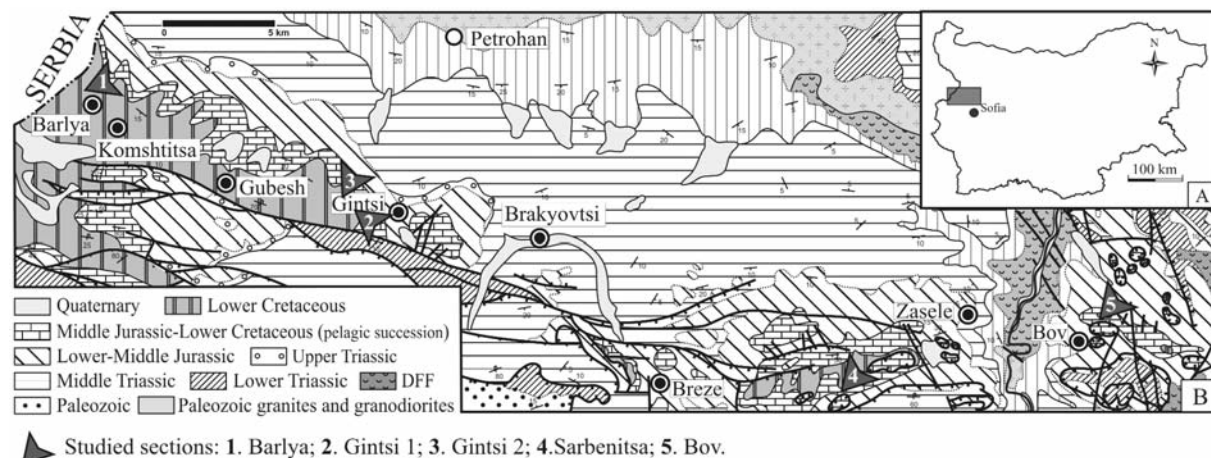 SERBIA
0 5 km
Petrohan
N
Sofia
100 km
A
1
Barlya
Komshtitsa
Gubesh
3
Gintsi
2
Brakyovtsi
Zasele
5
Bov
4
Breze
B
Quaternary Lower Cretaceous
Middle Jurassic-Lower Cretaceous (pelagic succession)
Lower-Middle Jurassic Upper Triassic
Middle Triassic Lower Triassic DFF
Paleozoic Paleozoic granites and granodiorites
Studied sections: 1. Barlya; 2. Gintsi 1; 3. Gintsi 2; 4.Sarbenitsa; 5. Bov.